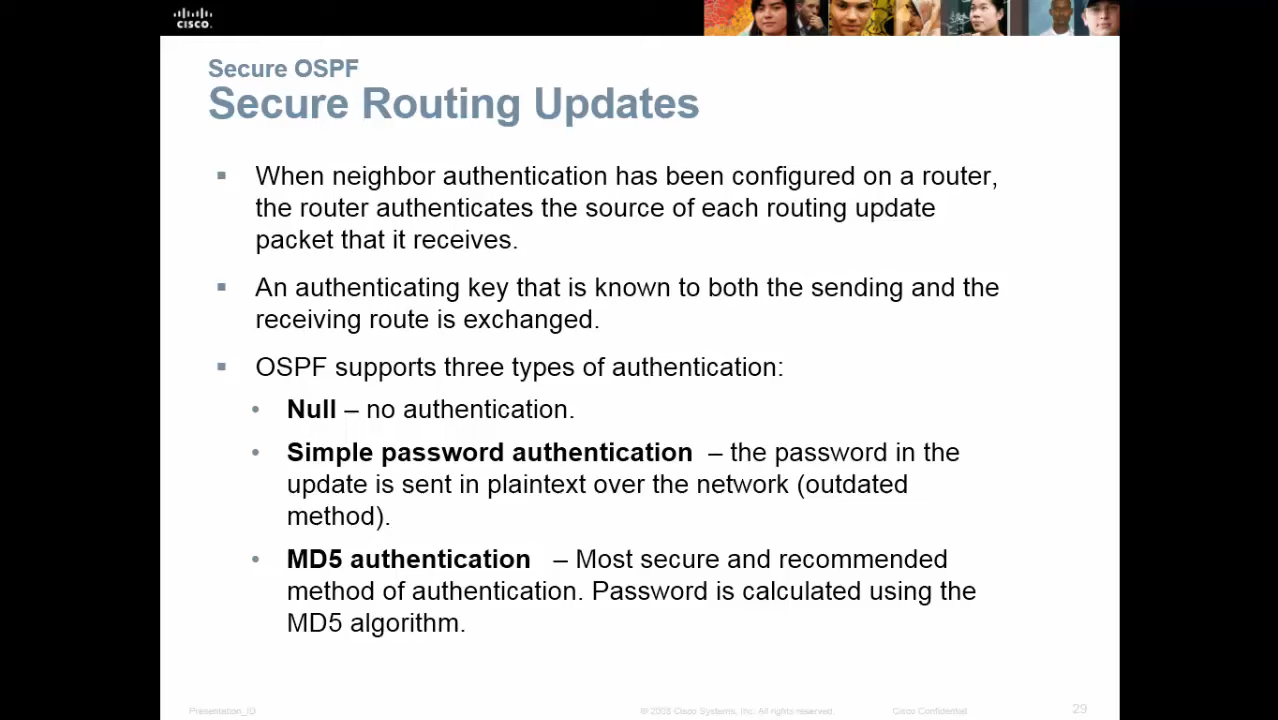 CISCO.
Secure OSPF
Secure Routing Updates
▪ When neighbor authentication has been configured on a router,
the router authenticates the source of each routing update
packet that it receives.
▪ An authenticating key that is known to both the sending and the
receiving route is exchanged.
▪ OSPF supports three types of authentication:
• Null – no authentication.
• Simple password authentication – the password in the
update is sent in plaintext over the network (outdated
method).
• MD5 authentication – Most secure and recommended
method of authentication. Password is calculated using the
MD5 algorithm.
Presentation_ID © 2008 Cisco Systems, Inc. All rights reserved. Cisco Confidential 29